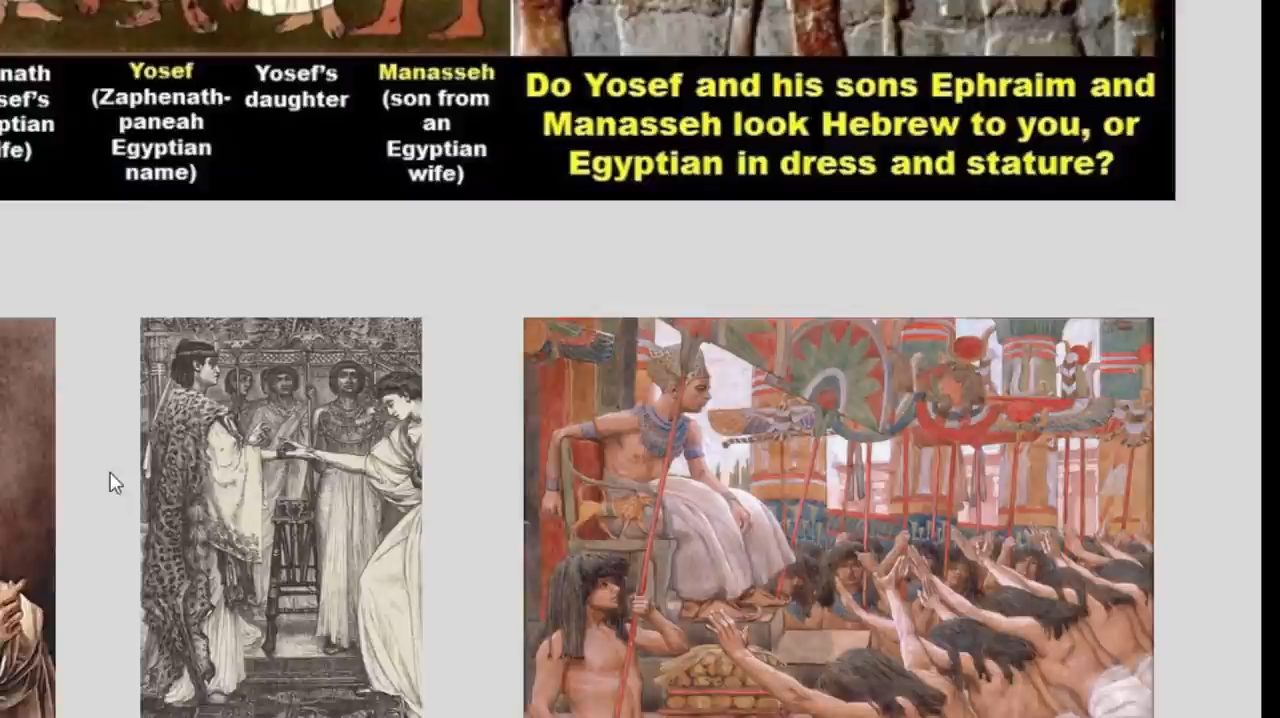 nath
sef's
ptian
fe)
Yosef
(Zaphenath-
paneah
Egyptian
name)
Yosef's
daughter
Manasseh
(son from
an
Egyptian
wife)
Do Yosef and his sons Ephraim and
Manasseh look Hebrew to you, or
Egyptian in dress and stature?